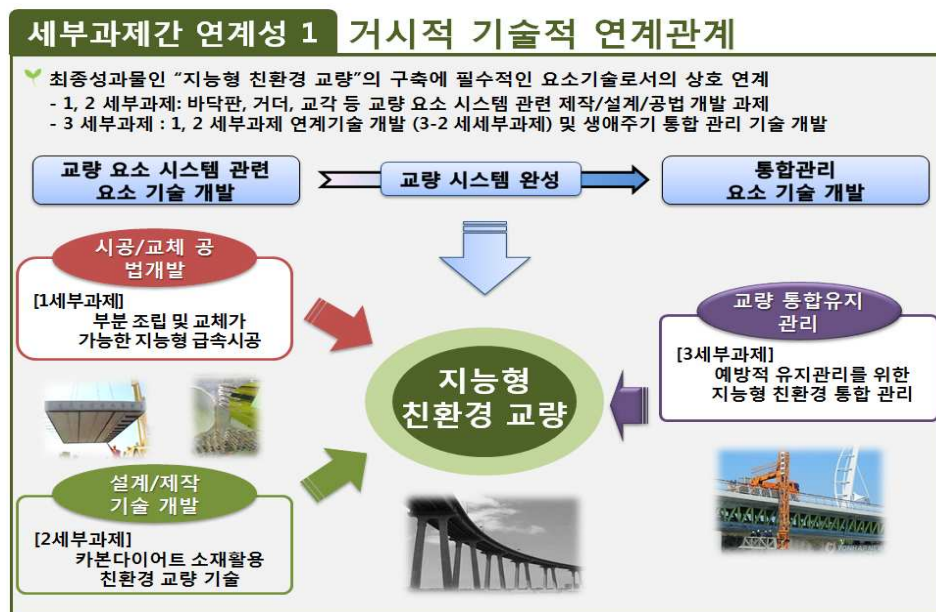 세부과제간 연계성 1 거시적 기술적 연계관계
최종성과물인 “지능형 친환경 교량”의 구축에 필수적인 요소기술로서의 상호 연계
- 1, 2 세부과제: 바닥판, 거더, 교각 등 교량 요소 시스템 관련 제작/설계/공법 개발 과제
- 3 세부과제 : 1, 2 세부과제 연계기술 개발 (3-2 세세부과제) 및 생애주기 통합 관리 기술 개발
교량 요소 시스템 관련
요소 기술 개발
교량 시스템 완성
통합관리
요소 기술 개발
시공/교체 공
법개발
[1세부과제]
부분 조립 및 교체가
가능한 지능형 급속시공
교량 통합유지
관리
[3세부과제]
예방적 유지관리를 위한
지능형 친환경 통합 관리
지능형
친환경 교량
설계/제작
기술 개발
[2세부과제]
카본다이어트 소재활용
친환경 교량 기술